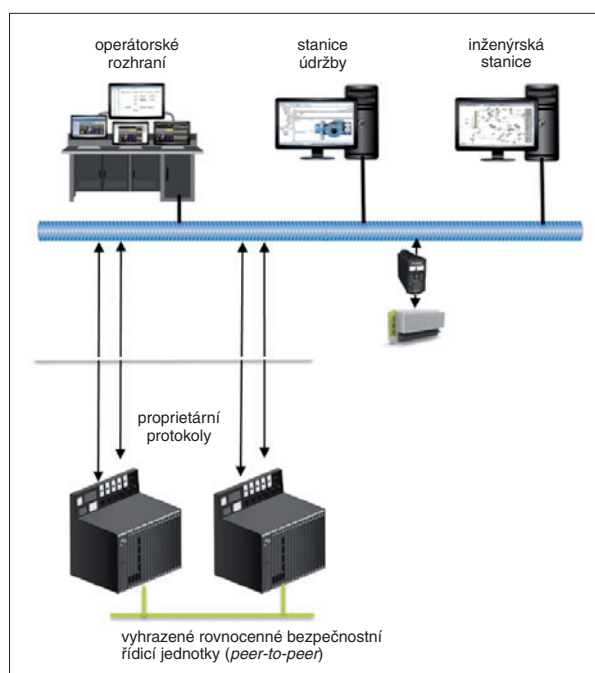 operátorské
rozhraní
stanice
údržby
inženýrská
stanice
proprietární
protokoly
vyhrazené rovnocenné bezpečnostní
řídicí jednotky (peer-to-peer)